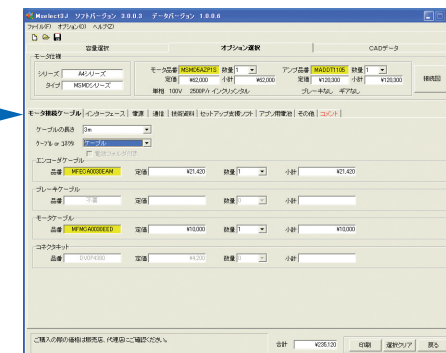 Mselect3J ソフトバージョン 3.0.0.3 データバージョン 1.0.0.6
ファイル(F) オプション(O) ヘルプ(Z)
容量選択 オプション選択 CADデータ
モータ仕様
シリーズ A4シリーズ
タイプ MSMDシリーズ
モータ品番 MSMD5AZP1S 数量 1 アンプ品番 MADDT1105 数量 1
定価 ¥62,000 小計 ¥62,000 定価 ¥120,300 小計 ¥120,300
単相 100V 2500P/r インクリメンタル ブレーキなし ギアなし
接続図
モータ接続ケーブル インターフェース 電源 通信 技術資料 セットアップ支援ソフト アブソ用電池 その他 コメント
ケーブルの長さ 3m
ケーブル or コネクタ ケーブル
電池フォルダ付き
エンコーダケーブル
品番 MFECA0030EAM 定価 ¥21,420 数量 1 小計 ¥21,420
ブレーキケーブル
品番 不要 定価 数量 0 小計
モータケーブル
品番 MFMCA0030EED 定価 ¥10,000 数量 1 小計 ¥10,000
コネクタキット
品番 DV0P4380 定価 ¥4,200 数量 0 小計
ご購入の際の価格は販売店、代理店にご確認ください。
合計 ¥235,120 印刷 選択クリア 戻る